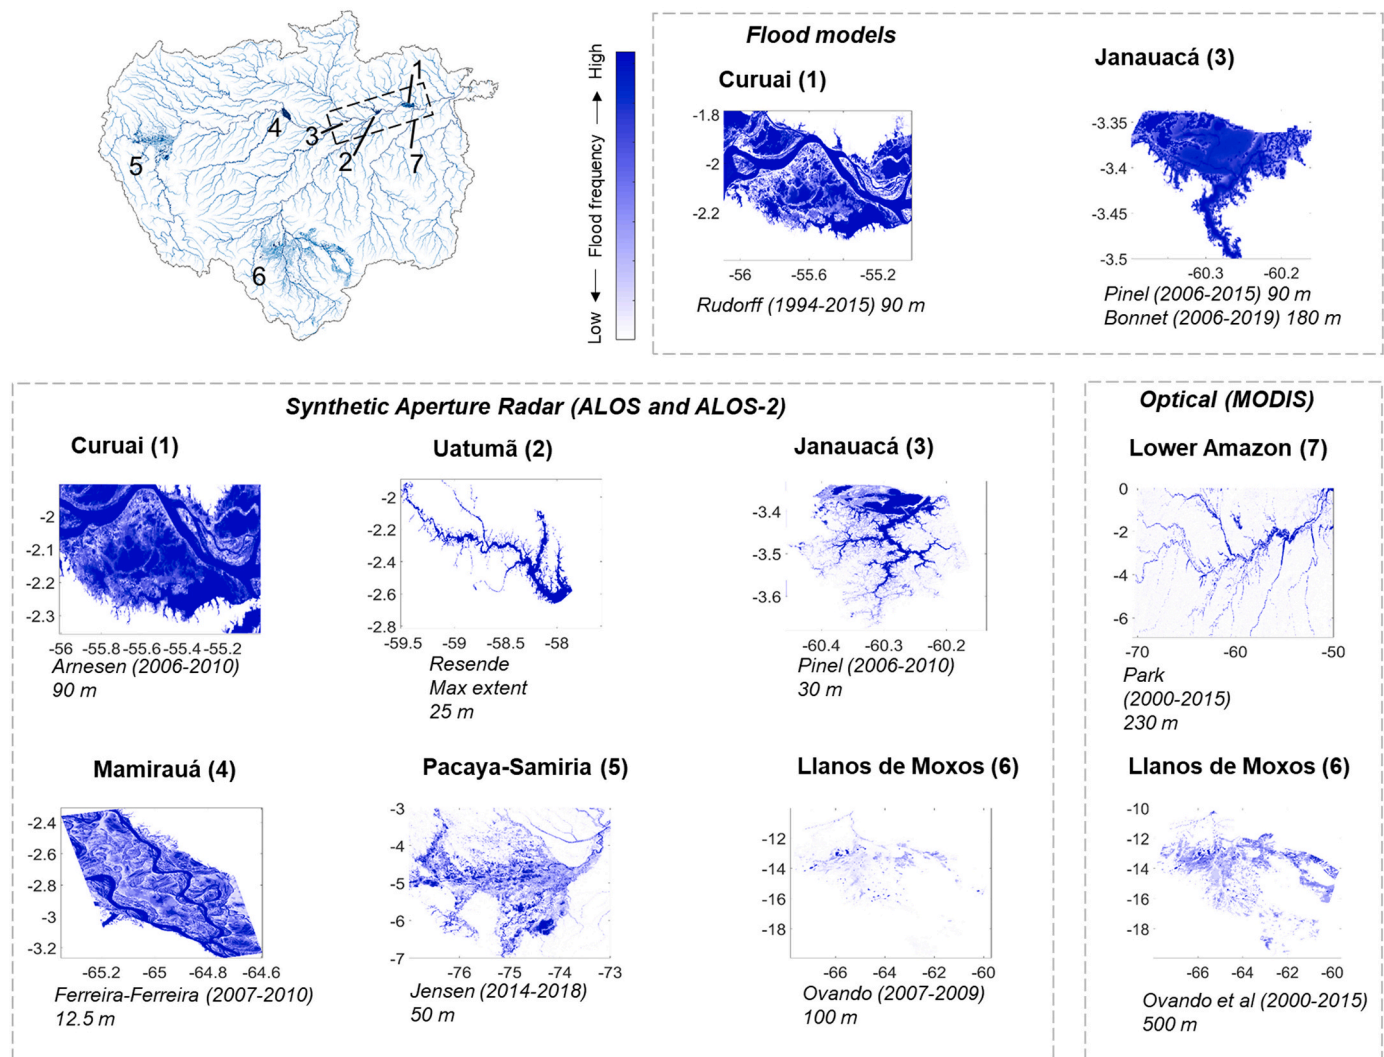 1
2
3
4
5
6
7
Low ← Flood frequency → High
Flood models
Curuai (1)
-1.8
-2
-2.2
-56 -55.6 -55.2
Rudorff (1994-2015) 90 m
Janauacá (3)
-3.35
-3.4
-3.45
-3.5
-60.3 -60.2
Pinel (2006-2015) 90 m
Bonnet (2006-2019) 180 m
Synthetic Aperture Radar (ALOS and ALOS-2)
Curuai (1)
-2
-2.1
-2.2
-2.3
-56 -55.8 -55.6 -55.4 -55.2
Arnesen (2006-2010)
90 m
Uatumã (2)
-2
-2.2
-2.4
-2.6
-2.8
-59.5 -59 -58.5 -58
Resende
Max extent
25 m
Janauacá (3)
-3.4
-3.5
-3.6
-60.4 -60.3 -60.2
Pinel (2006-2010)
30 m
Mamirauá (4)
-2.4
-2.6
-2.8
-3
-3.2
-65.2 -65 -64.8 -64.6
Ferreira-Ferreira (2007-2010)
12.5 m
Pacaya-Samiria (5)
-3
-4
-5
-6
-7
-76 -75 -74 -73
Jensen (2014-2018)
50 m
Llanos de Moxos (6)
-12
-14
-16
-18
-66 -64 -62 -60
Ovando (2007-2009)
100 m
Optical (MODIS)
Lower Amazon (7)
0
-2
-4
-6
-70 -60 -50
Park
(2000-2015)
230 m
Llanos de Moxos (6)
-10
-12
-14
-16
-18
-66 -64 -62 -60
Ovando et al (2000-2015)
500 m